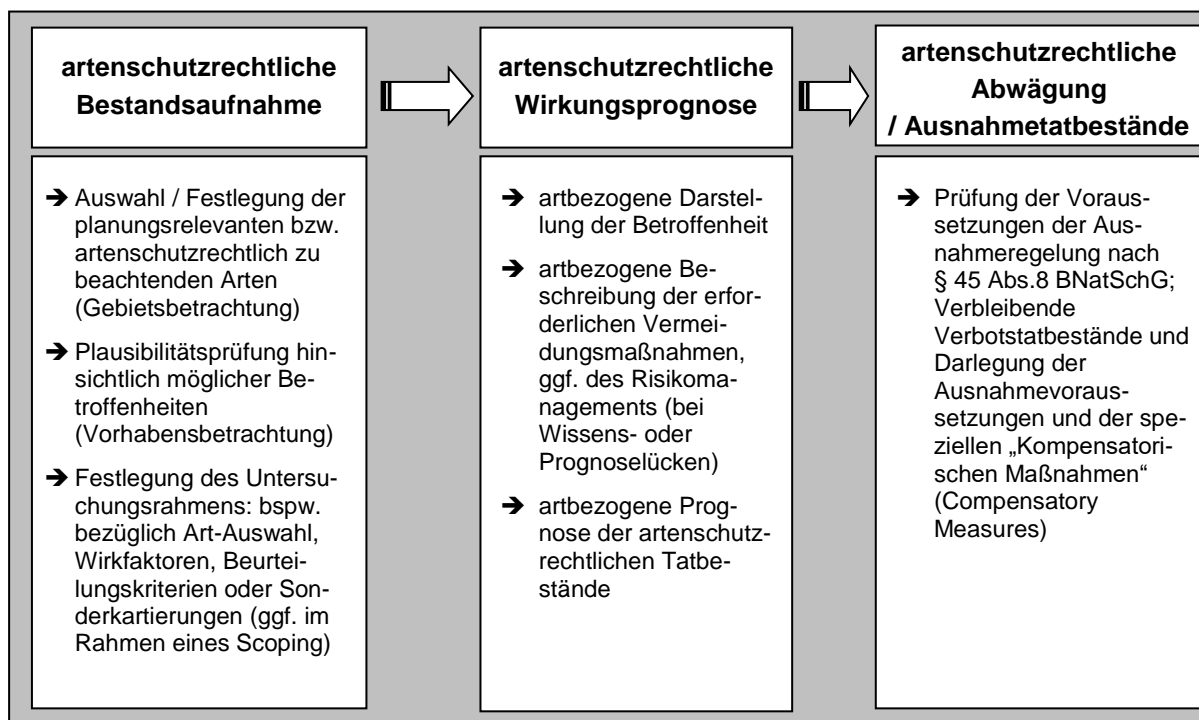 artenschutzrechtliche
Bestandsaufnahme
➔ Auswahl / Festlegung der
planungsrelevanten bzw.
artenschutzrechtlich zu
beachtenden Arten
(Gebietsbetrachtung)
➔ Plausibilitätsprüfung hin-
sichtlich möglicher Be-
troffenheiten
(Vorhabensbetrachtung)
➔ Festlegung des Untersu-
chungsrahmens: bspw.
bezüglich Art-Auswahl,
Wirkfaktoren, Beurtei-
lungskriterien oder Son-
derkartierungen (ggf. im
Rahmen eines Scoping)
artenschutzrechtliche
Wirkungsprognose
➔ artbezogene Darstel-
lung der Betroffenheit
➔ artbezogene Be-
schreibung der erfor-
derlichen Vermei-
dungsmaßnahmen,
ggf. des Risikoma-
nagements (bei
Wissens- oder
Prognoselücken)
➔ artbezogene Prog-
nose der artenschutz-
rechtlichen Tatbe-
stände
artenschutzrechtliche
Abwägung
/ Ausnahmetatbestände
➔ Prüfung der Voraus-
setzungen der Aus-
nahmeregelung nach
§ 45 Abs.8 BNatSchG;
Verbleibende
Verbotstatbestände und
Darlegung der
Ausnahmevoraus-
setzungen und der spe-
ziellen „Kompensatori-
schen Maßnahmen“
(Compensatory
Measures)